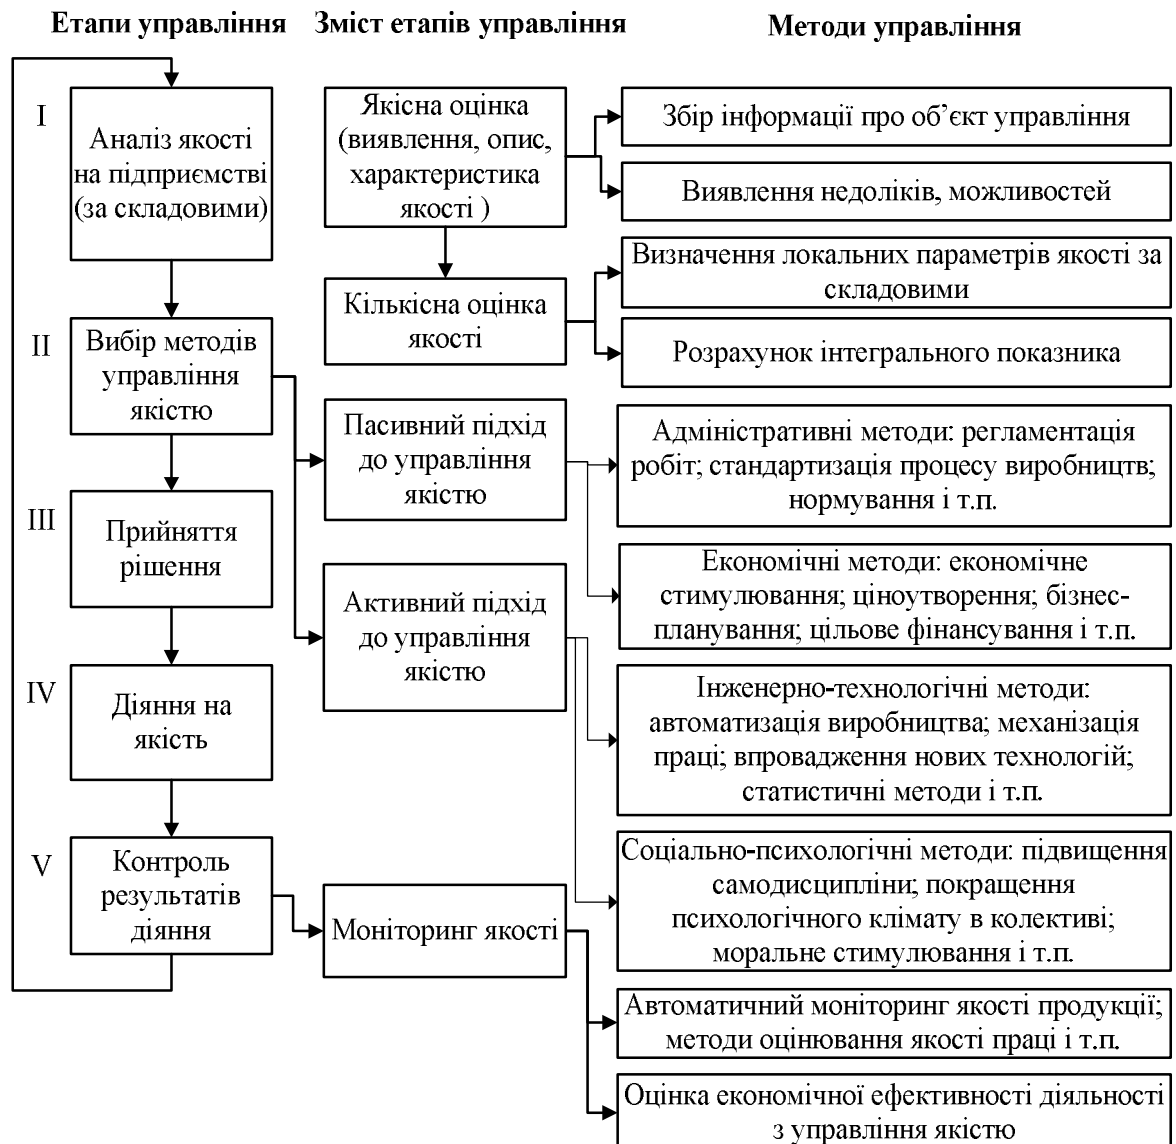 Етапи управління
Зміст етапів управління
Методи управління
I
Аналіз якості
на підприємстві
(за складовими)
II
Вибір методів
управління
якістю
III
Прийняття
рішення
IV
Діяння на
якість
V
Контроль
результатів
діяння
Якісна оцінка
(виявлення, опис,
характеристика
якості )
Кількісна оцінка
якості
Пасивний підхід
до управління
якістю
Активний підхід
до управління
якістю
Моніторинг якості
Збір інформації про об’єкт управління
Виявлення недоліків, можливостей
Визначення локальних параметрів якості за
складовими
Розрахунок інтегрального показника
Адміністративні методи: регламентація
робіт; стандартизація процесу виробництв;
нормування і т.п.
Економічні методи: економічне
стимулювання; ціноутворення; бізнес-
планування; цільове фінансування і т.п.
Інженерно-технологічні методи:
автоматизація виробництва; механізація
праці; впровадження нових технологій;
статистичні методи і т.п.
Соціально-психологічні методи: підвищення
самодисципліни; покращення
психологічного клімату в колективі;
моральне стимулювання і т.п.
Автоматичний моніторинг якості продукції;
методи оцінювання якості праці і т.п.
Оцінка економічної ефективності діяльності
з управління якістю